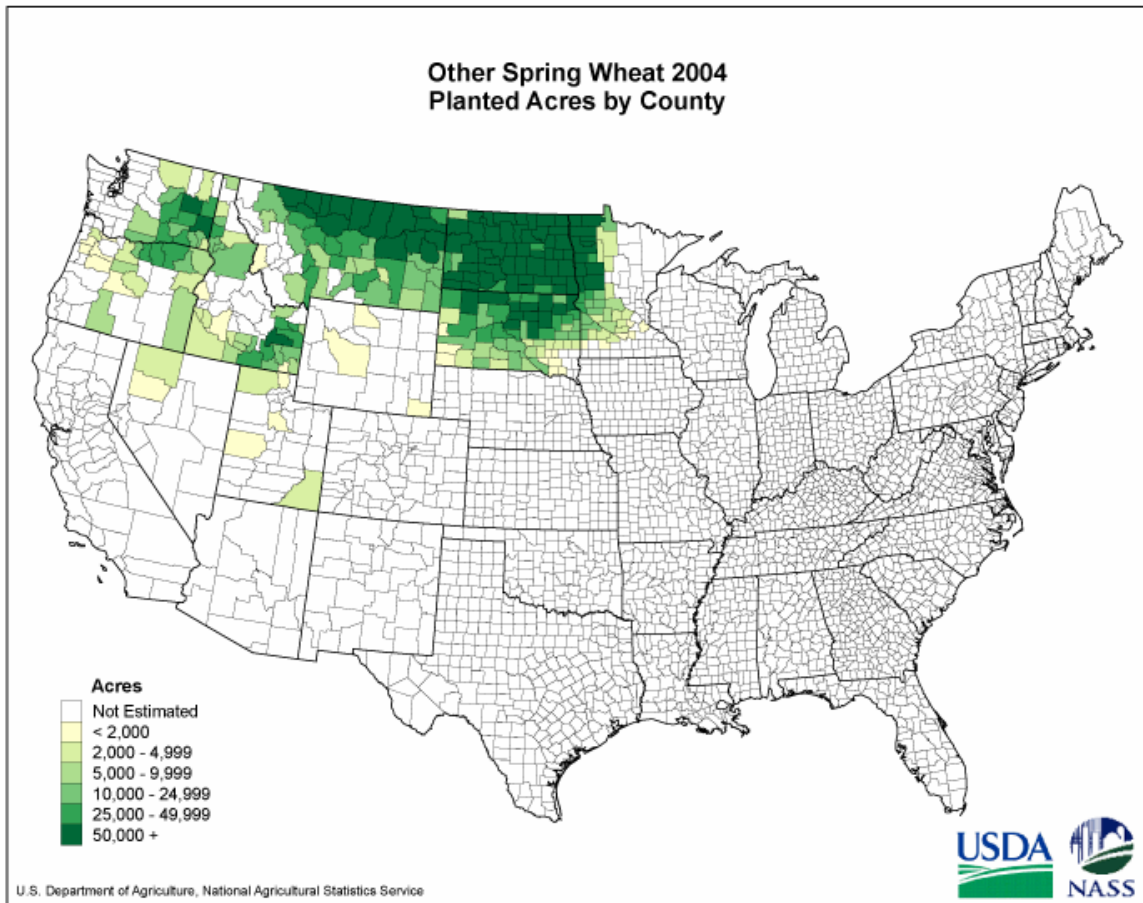 Other Spring Wheat 2004
Planted Acres by County
Acres
Not Estimated
< 2,000
2,000 - 4,999
5,000 - 9,999
10,000 - 24,999
25,000 - 49,999
50,000 +
U.S. Department of Agriculture, National Agricultural Statistics Service
USDA
NASS